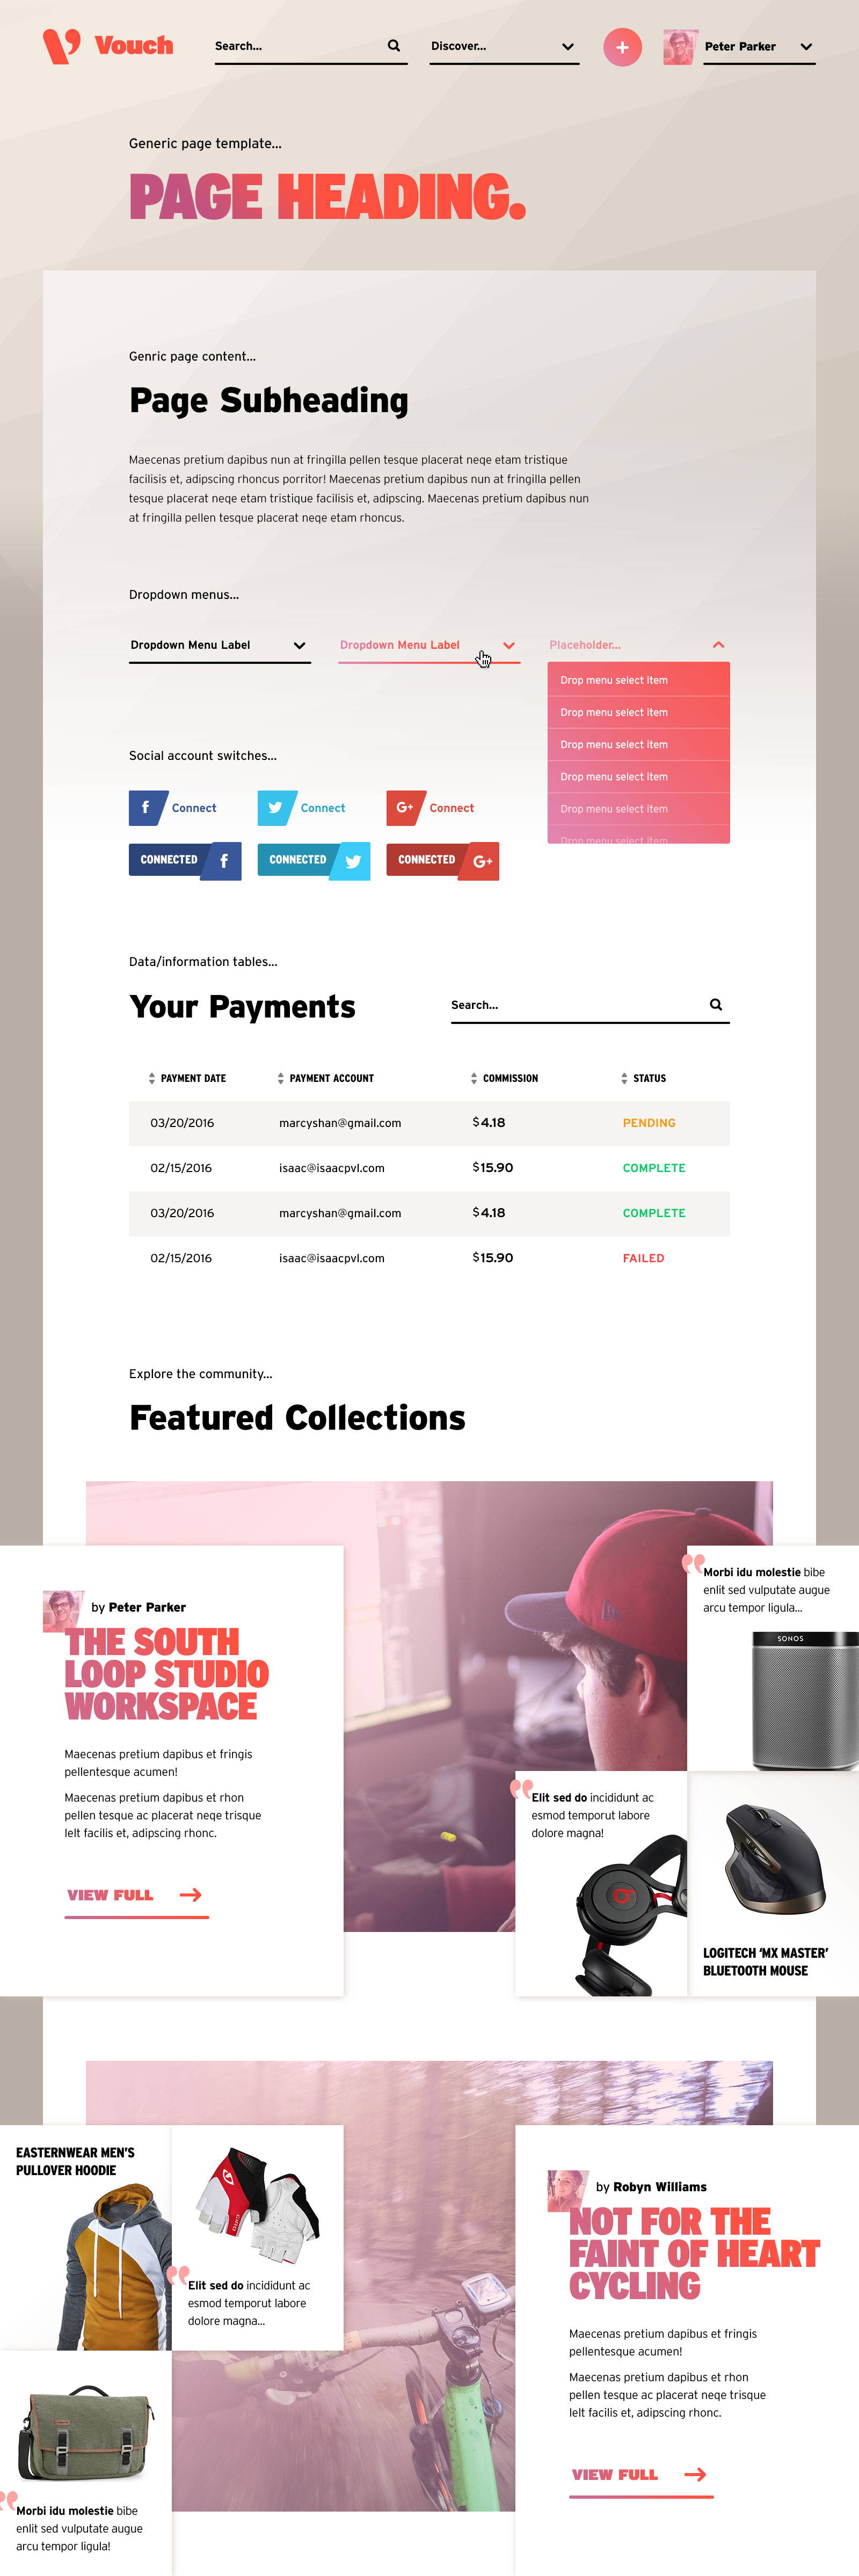 Vouch
Search...
Discover...
+
Peter Parker
Generic page template...
PAGE HEADING.
Genric page content...
Page Subheading
Maecenas pretium dapibus nun at fringilla pellen tesque placerat neqe etam tristique
facilisis et, adipscing rhoncus porritor! Maecenas pretium dapibus nun at fringilla pellen
tesque placerat neqe etam tristique facilisis et, adipscing. Maecenas pretium dapibus nun
at fringilla pellen tesque placerat neqe etam rhoncus.
Dropdown menus...
Dropdown Menu Label
Dropdown Menu Label
Placeholder...
Drop menu select item
Drop menu select item
Drop menu select item
Drop menu select item
Drop menu select item
Drop menu select item
Social account switches...
f Connect
Connect
G+ Connect
CONNECTED f
CONNECTED
CONNECTED G+
Data/information tables...
Your Payments
Search...
PAYMENT DATE PAYMENT ACCOUNT COMMISSION STATUS
03/20/2016 marcyshan@gmail.com $4.18 PENDING
02/15/2016 isaac@isaacpvl.com $15.90 COMPLETE
03/20/2016 marcyshan@gmail.com $4.18 COMPLETE
02/15/2016 isaac@isaacpvl.com $15.90 FAILED
Explore the community...
Featured Collections
by Peter Parker
THE SOUTH
LOOP STUDIO
WORKSPACE
Maecenas pretium dapibus et fringis
pellentesque acumen!
Maecenas pretium dapibus et rhon
pellen tesque ac placerat neqe trisque
lelt facilis et, adipscing rhonc.
VIEW FULL
Morbi idu molestie bibe
enlit sed vulputate augue
arcu tempor ligula...
SONOS
Elit sed do incididunt ac
esmod temporut labore
dolore magna!
LOGITECH ‘MX MASTER’
BLUETOOTH MOUSE
EASTERNWEAR MEN’S
PULLOVER HOODIE
GIRO
Elit sed do incididunt ac
esmod temporut labore
dolore magna...
Morbi idu molestie bibe
enlit sed vulputate augue
arcu tempor ligula!
by Robyn Williams
NOT FOR THE
FAINT OF HEART
CYCLING
Maecenas pretium dapibus et fringis
pellentesque acumen!
Maecenas pretium dapibus et rhon
pellen tesque ac placerat neqe trisque
lelt facilis et, adipscing rhonc.
VIEW FULL